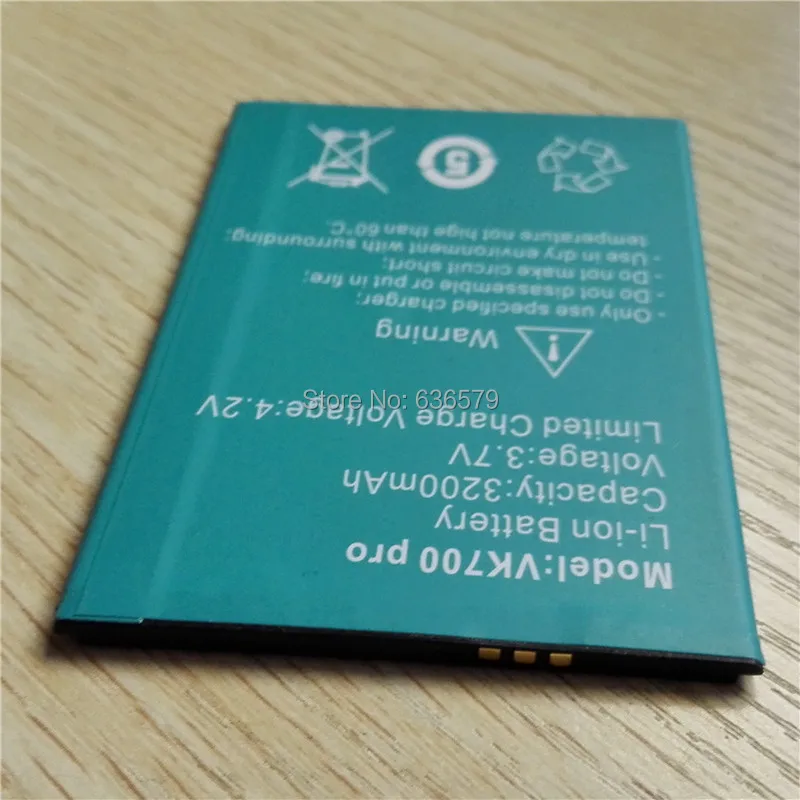 Model:VK700 pro
Li-ion Battery
Capacity:3200mAh
Voltage:3.7V
Limited Charge Voltage:4.2V
Warning
- Only use specified charger;
- Do not disassemble or put in fire;
- Do not make circuit short;
- Use in dry environment with surrounding;
temperature not hige than 60°C.
5
Store No: 636579